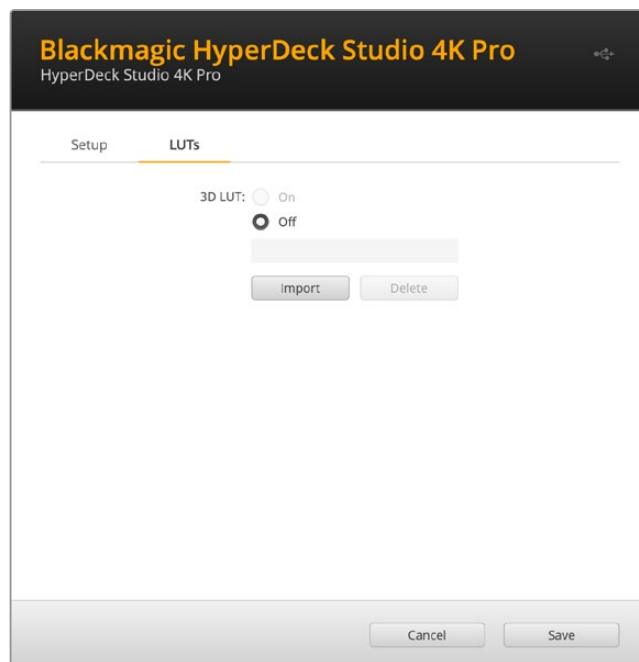 Blackmagic HyperDeck Studio 4K Pro
HyperDeck Studio 4K Pro
Setup LUTs
3D LUT: On
Off
Import Delete
Cancel Save